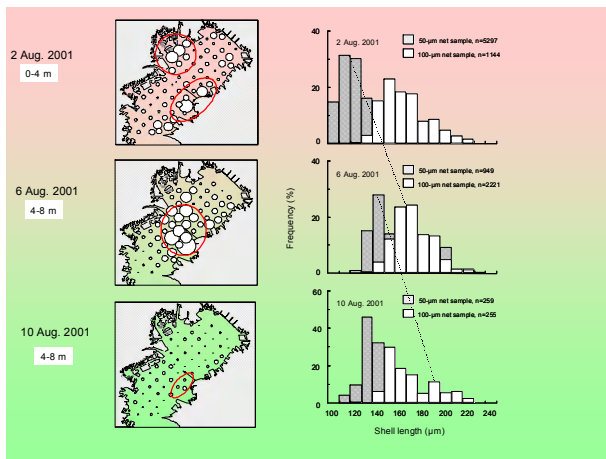 2 Aug. 2001
0-4 m
6 Aug. 2001
4-8 m
10 Aug. 2001
4-8 m
2 Aug. 2001
50-µm net sample, n=5297
100-µm net sample, n=1144
40
20
0
6 Aug. 2001
50-µm net sample, n=949
100-µm net sample, n=2221
40
20
0
Frequency (%)
10 Aug. 2001
50-µm net sample, n=259
100-µm net sample, n=255
60
40
20
0
100 120 140 160 180 200 220 240
Shell length (µm)